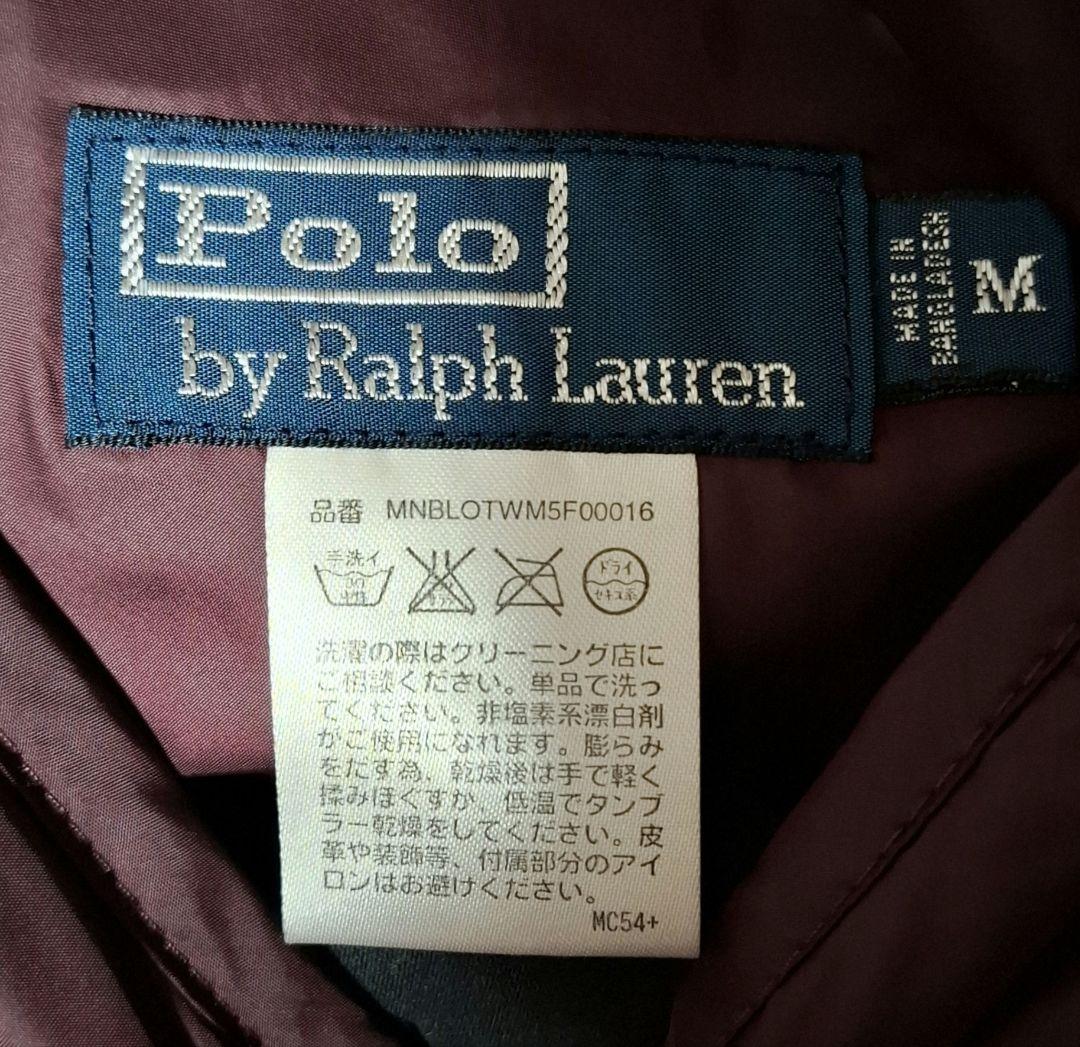 Polo
by Ralph Lauren
MADE IN
BANGLADESH
M
品番 MNBLOTWM5F00016
手洗イ
30
中性
ドライ
セキユ系
洗濯の際はクリーニング店に
ご相談ください。単品で洗っ
てください。非塩素系漂白剤
がご使用になれます。膨らみ
をだす為、乾燥後は手で軽く
揉みほぐすか、低温でタンブ
ラー乾燥をしてください。皮
革や装飾等、付属部分のアイ
ロンはお避けください。
MC54+